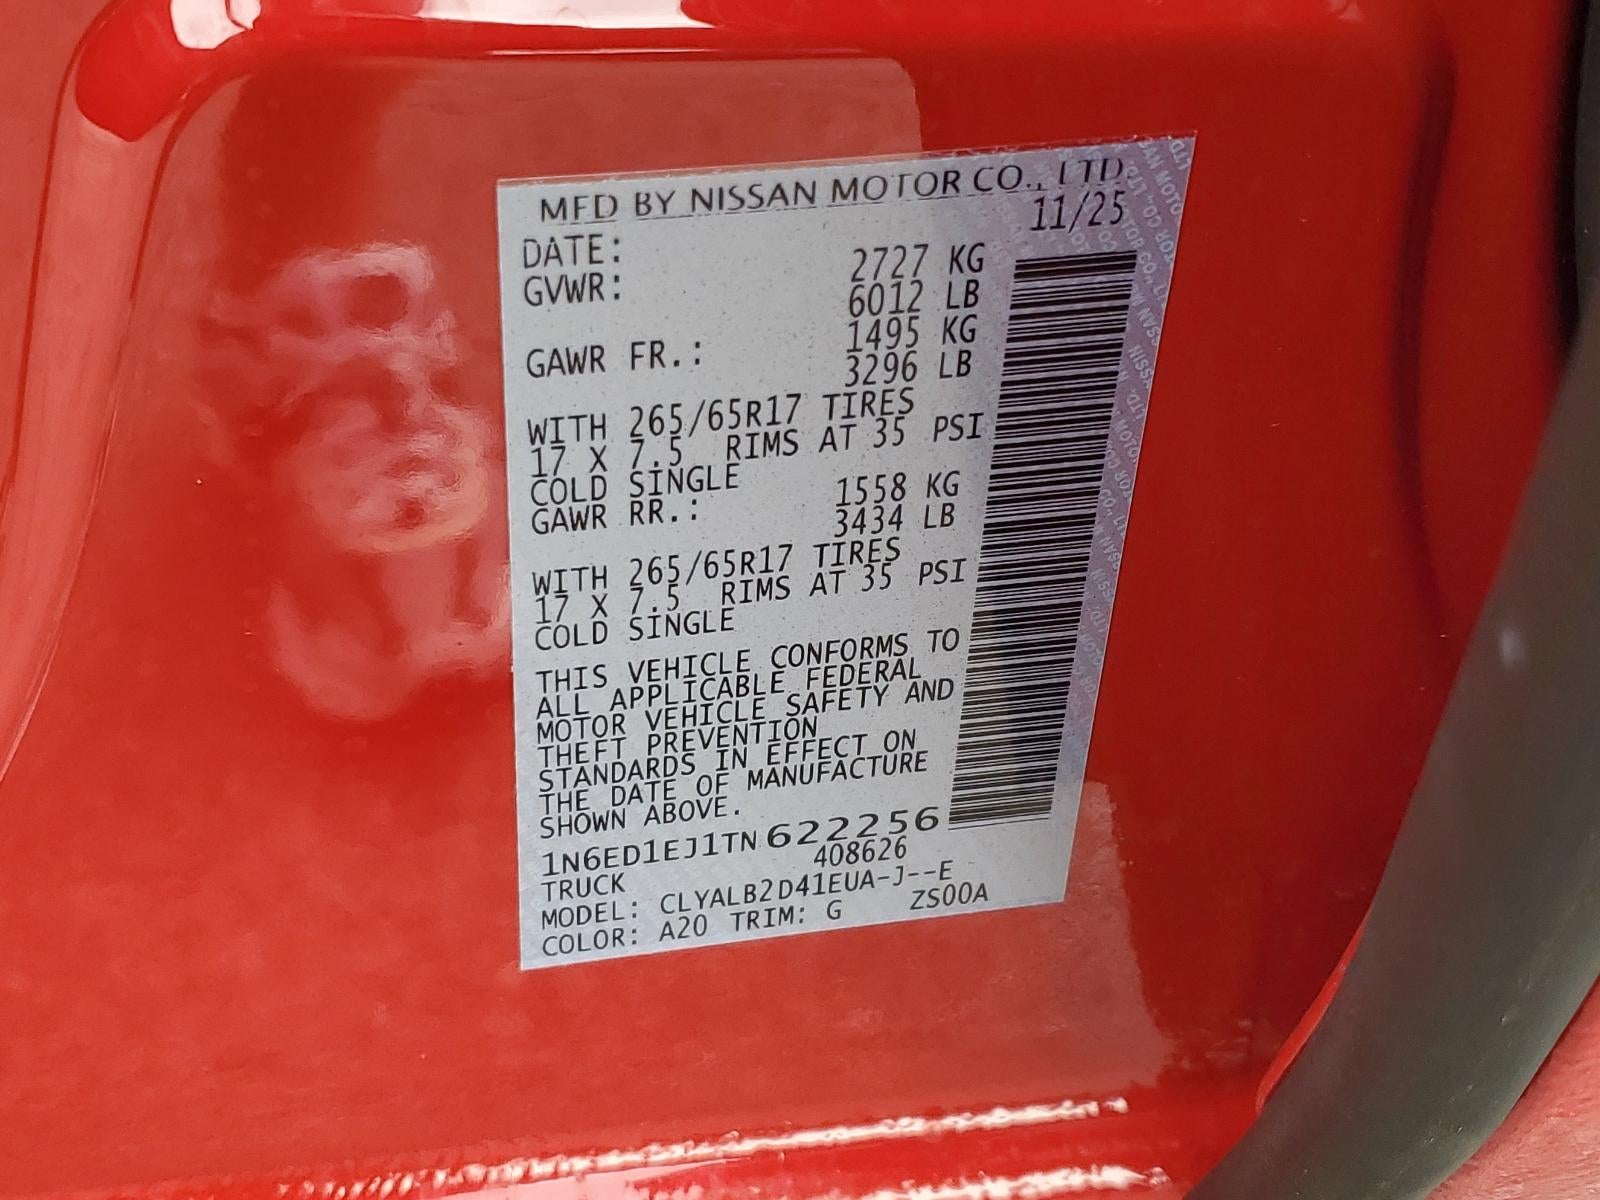 MFD BY NISSAN MOTOR CO., LTD
DATE: 11/25
GVWR: 2727 KG
6012 LB
GAWR FR.: 1495 KG
3296 LB
WITH 265/65R17 TIRES
17 X 7.5 RIMS AT 35 PSI
COLD SINGLE
GAWR RR.: 1558 KG
3434 LB
WITH 265/65R17 TIRES
17 X 7.5 RIMS AT 35 PSI
COLD SINGLE
THIS VEHICLE CONFORMS TO
ALL APPLICABLE FEDERAL
MOTOR VEHICLE SAFETY AND
THEFT PREVENTION
STANDARDS IN EFFECT ON
THE DATE OF MANUFACTURE
SHOWN ABOVE.
1N6ED1EJ1TN622256
TRUCK 408626
MODEL: CLYALB2D41EUA-J--E
COLOR: A20 TRIM: G ZS00A